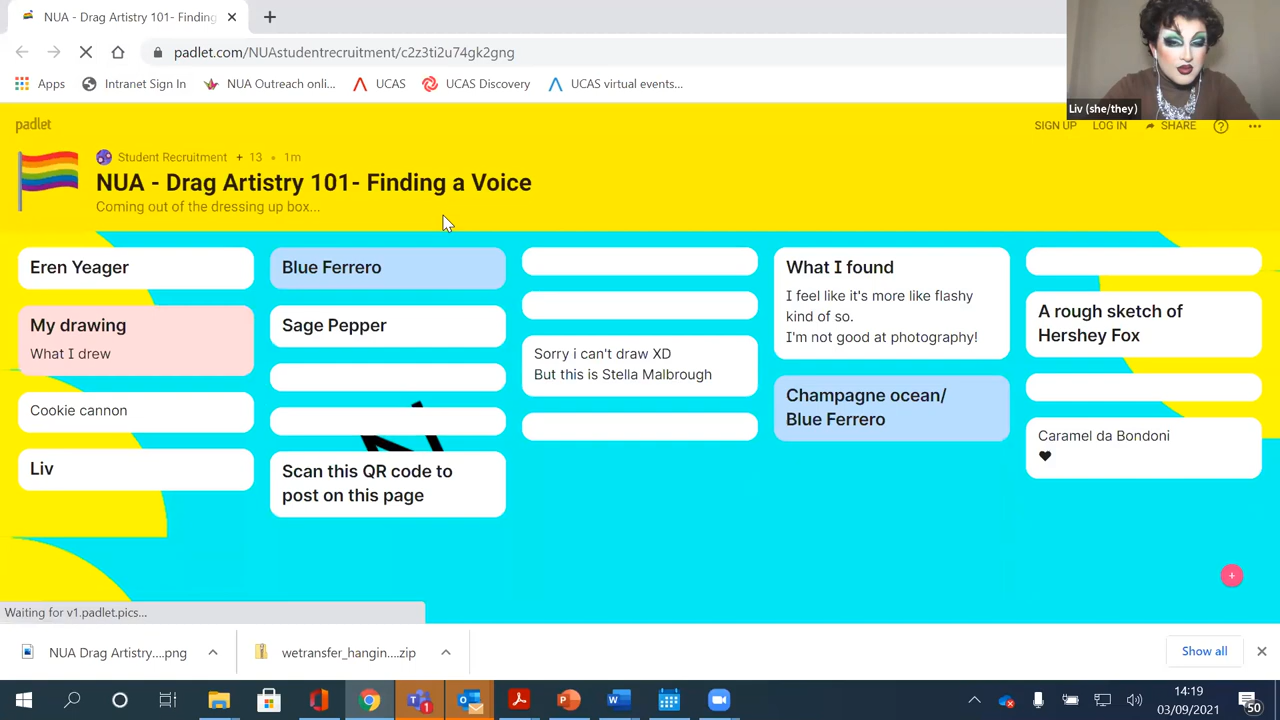 NUA - Drag Artistry 101- Finding
padlet.com/NUAstudentrecruitment/c2z3ti2u74gk2gng
Apps
Intranet Sign In
NUA Outreach onli...
UCAS
UCAS Discovery
UCAS virtual events...
Liv (she/they)
padlet
SIGN UP
LOG IN
SHARE
Student Recruitment + 13 • 1m
NUA - Drag Artistry 101- Finding a Voice
Coming out of the dressing up box...
Eren Yeager
My drawing
What I drew
Cookie cannon
Liv
Blue Ferrero
Sage Pepper
Scan this QR code to
post on this page
Sorry i can't draw XD
But this is Stella Malbrough
What I found
I feel like it's more like flashy
kind of so.
I'm not good at photography!
Champagne ocean/
Blue Ferrero
A rough sketch of
Hershey Fox
Caramel da Bondoni
♥
Waiting for v1.padlet.pics...
NUA Drag Artistry....png
wetransfer_hangin....zip
Show all
1
14:19
03/09/2021
50